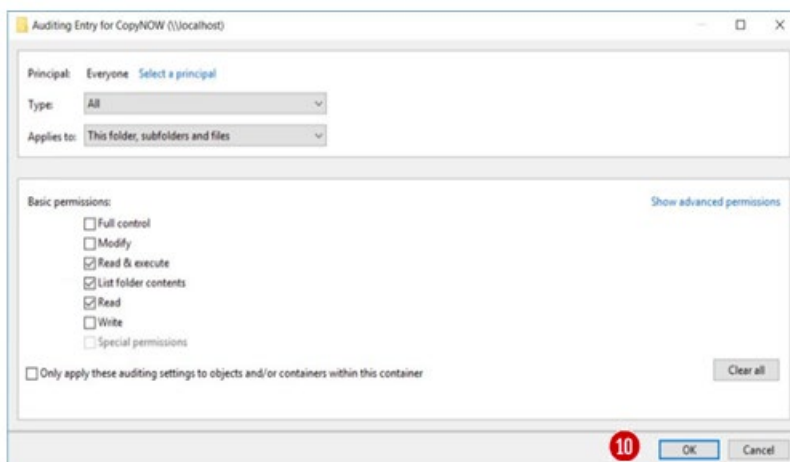 Auditing Entry for CopyNOW (\\localhost)
Principal: Everyone Select a principal
Type: All
Applies to: This folder, subfolders and files
Basic permissions: Show advanced permissions
Full control
Modify
Read & execute
List folder contents
Read
Write
Special permissions
Only apply these auditing settings to objects and/or containers within this container Clear all
10 OK Cancel